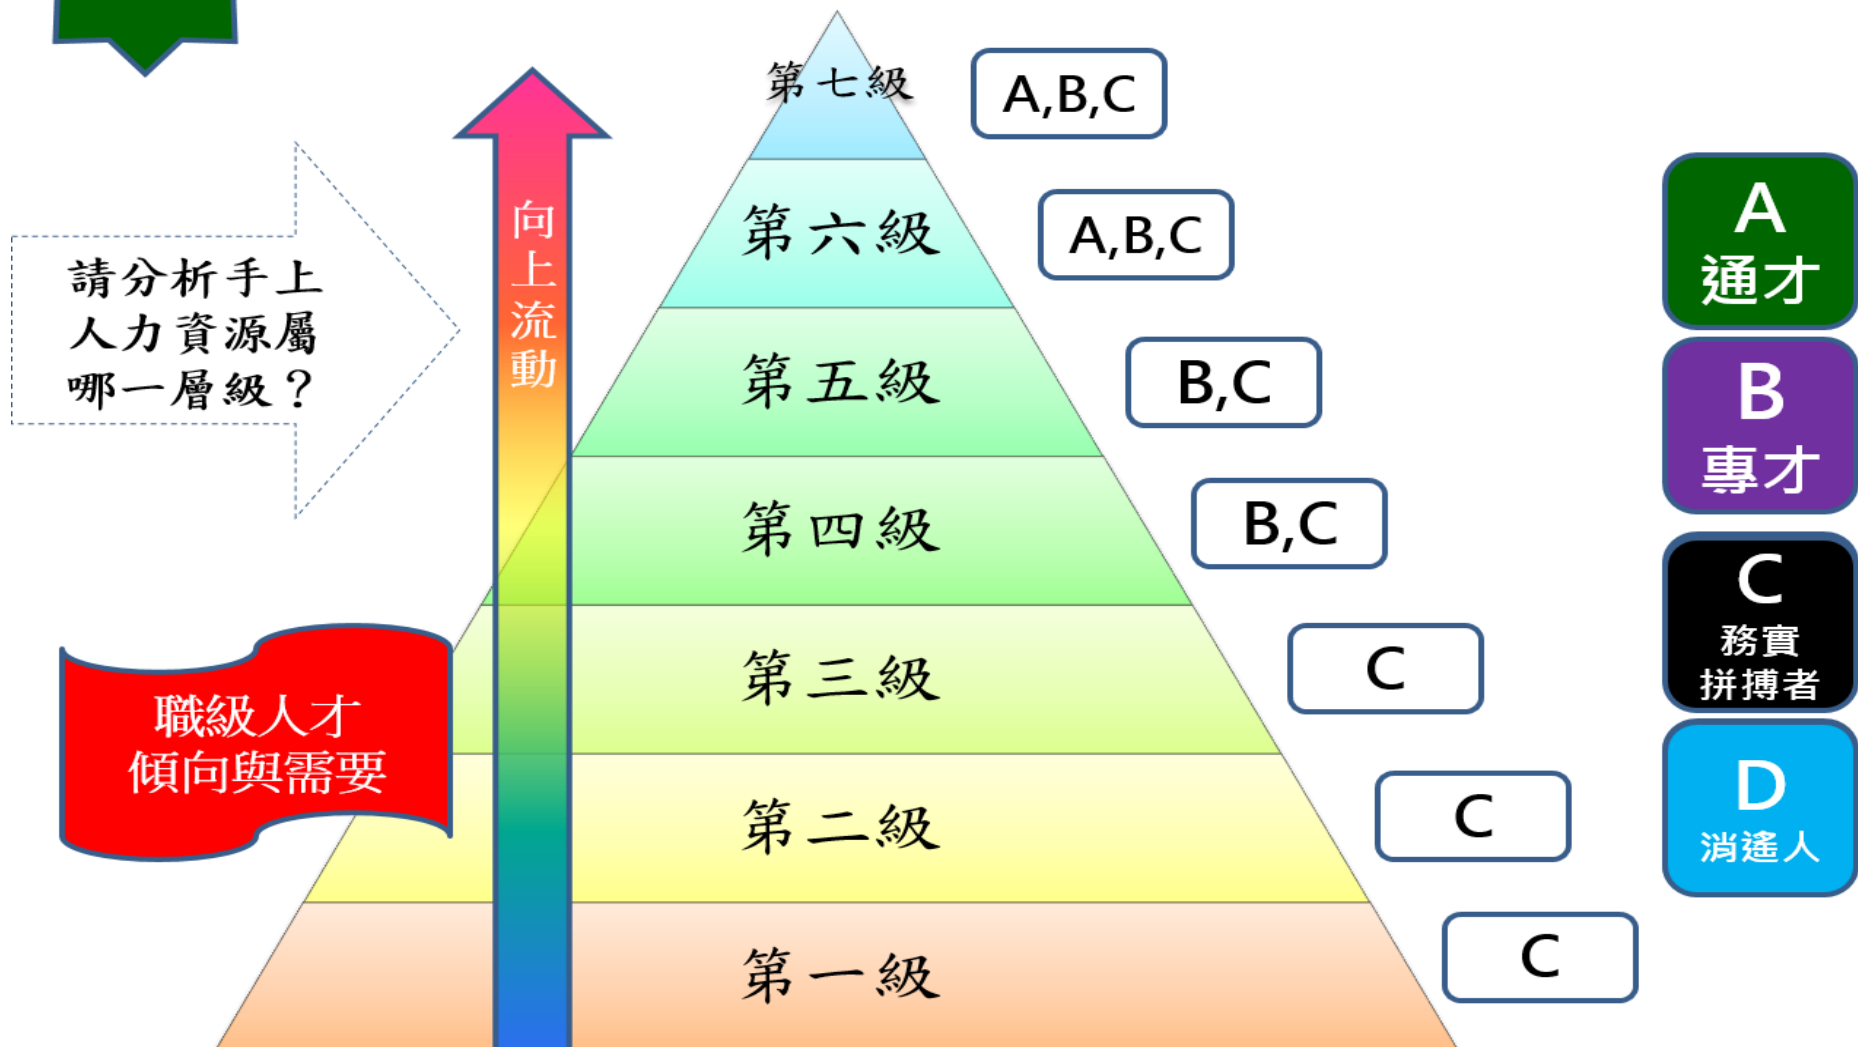 請分析手上
人力資源屬
哪一層級？
職級人才
傾向與需要
向上流動
第七級
A,B,C
第六級
A,B,C
第五級
B,C
第四級
B,C
第三級
C
第二級
C
第一級
C
A
通才
B
專才
C
務實
拼搏者
D
消遙人